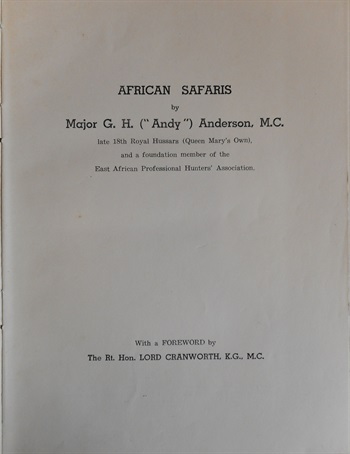 AFRICAN SAFARIS
by
Major G. H. ("Andy") Anderson, M.C.
late 18th Royal Hussars (Queen Mary's Own),
and a foundation member of the
East African Professional Hunters' Association.
With a FOREWORD by
The Rt. Hon. LORD CRANWORTH, K.G., M.C.